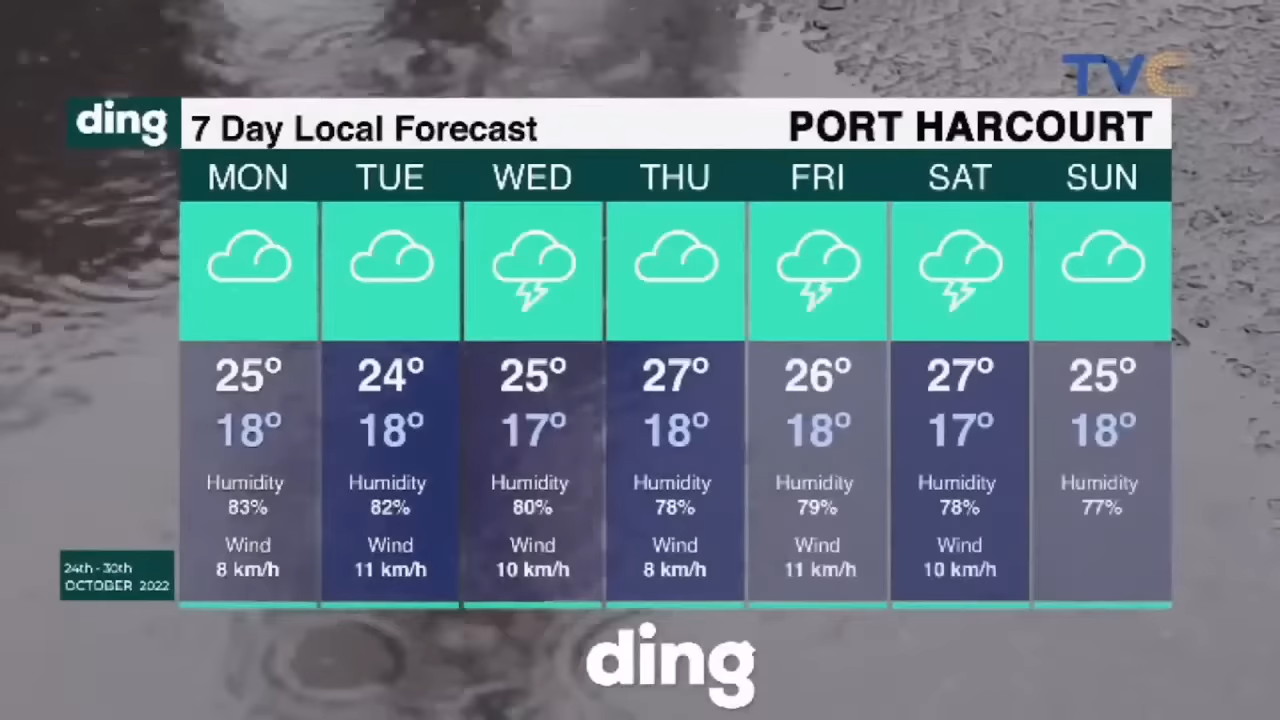 TVC
ding 7 Day Local Forecast PORT HARCOURT
MON TUE WED THU FRI SAT SUN
25° 24° 25° 27° 26° 27° 25°
18° 18° 17° 18° 18° 17° 18°
Humidity Humidity Humidity Humidity Humidity Humidity Humidity
83% 82% 80% 78% 79% 78% 77%
Wind Wind Wind Wind Wind Wind
8 km/h 11 km/h 10 km/h 8 km/h 11 km/h 10 km/h
24th - 30th
OCTOBER 2022
ding